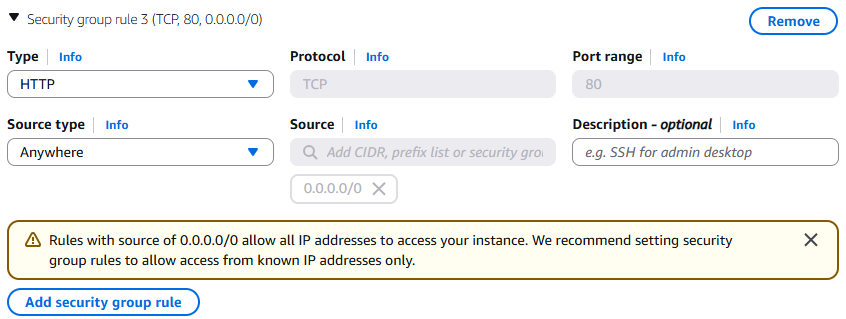 Security group rule 3 (TCP, 80, 0.0.0.0/0)
Remove
Type Info
Protocol Info
Port range Info
HTTP
TCP
80
Source type Info
Source Info
Description - optional Info
Anywhere
Add CIDR, prefix list or security grou
e.g. SSH for admin desktop
0.0.0.0/0
Rules with source of 0.0.0.0/0 allow all IP addresses to access your instance. We recommend setting security
group rules to allow access from known IP addresses only.
Add security group rule